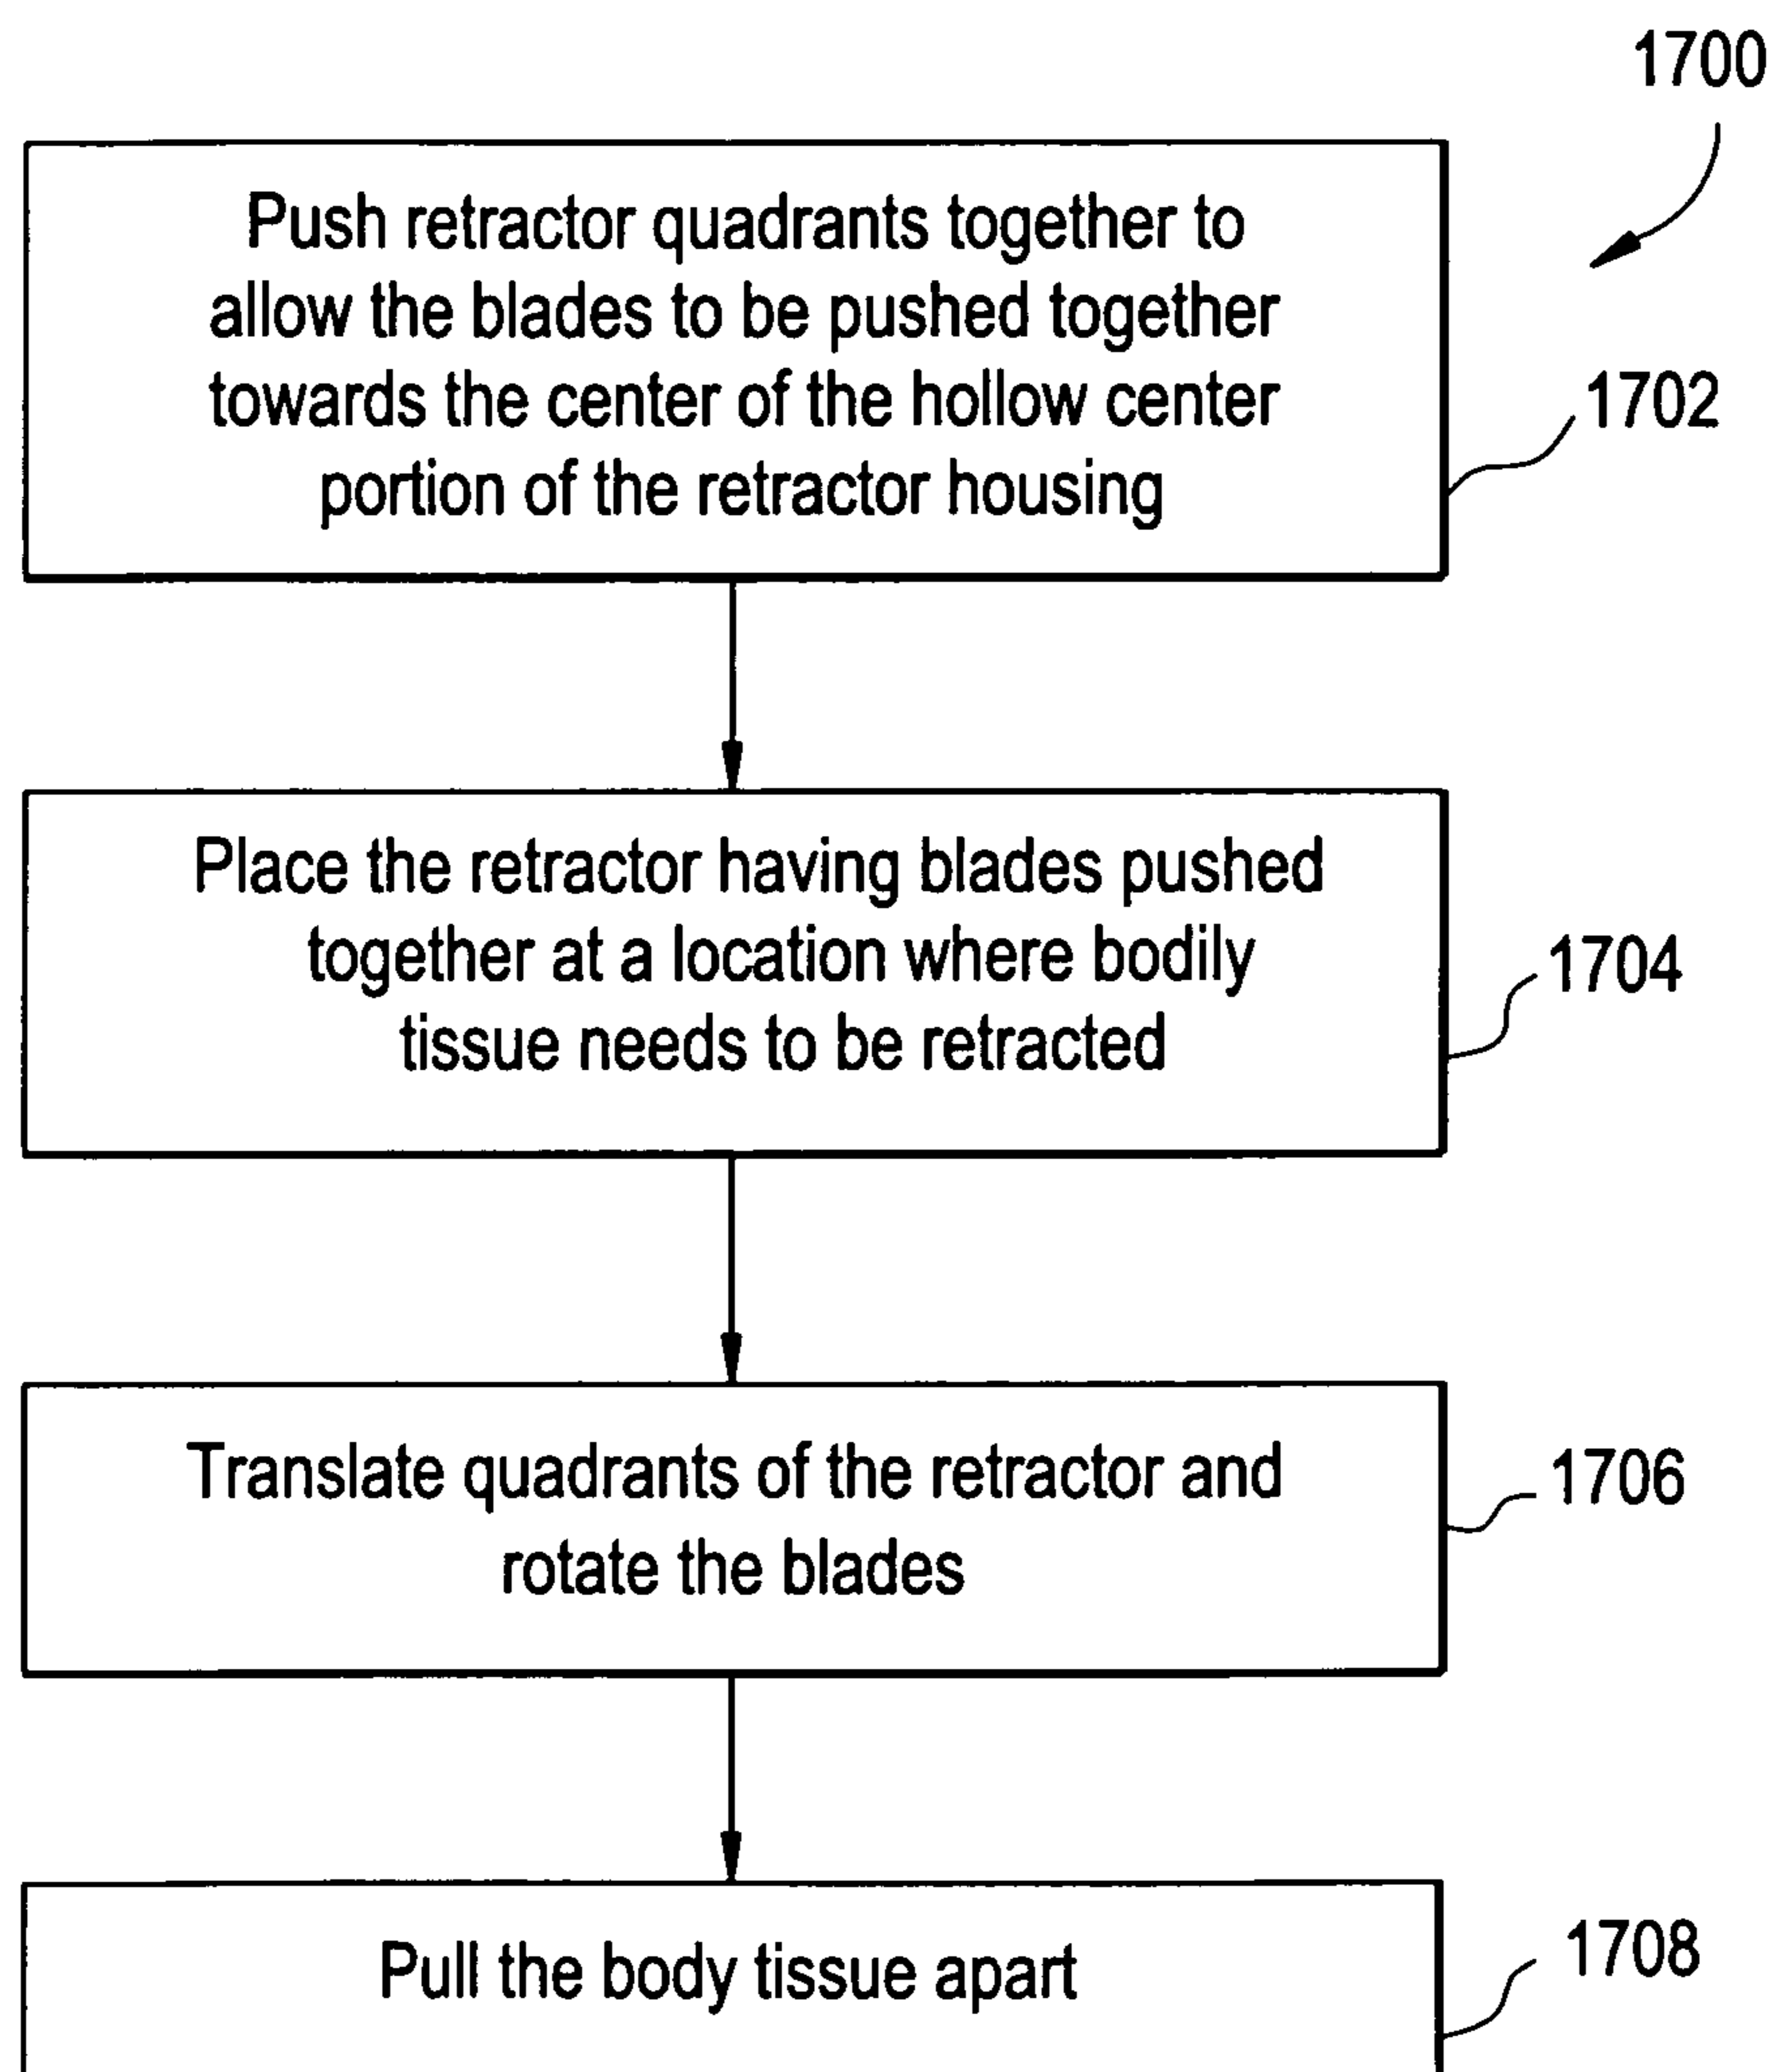 1700
Push retractor quadrants together to
allow the blades to be pushed together
towards the center of the hollow center
portion of the retractor housing
1702
Place the retractor having blades pushed
together at a location where bodily
tissue needs to be retracted
1704
Translate quadrants of the retractor and
rotate the blades
1706
Pull the body tissue apart
1708